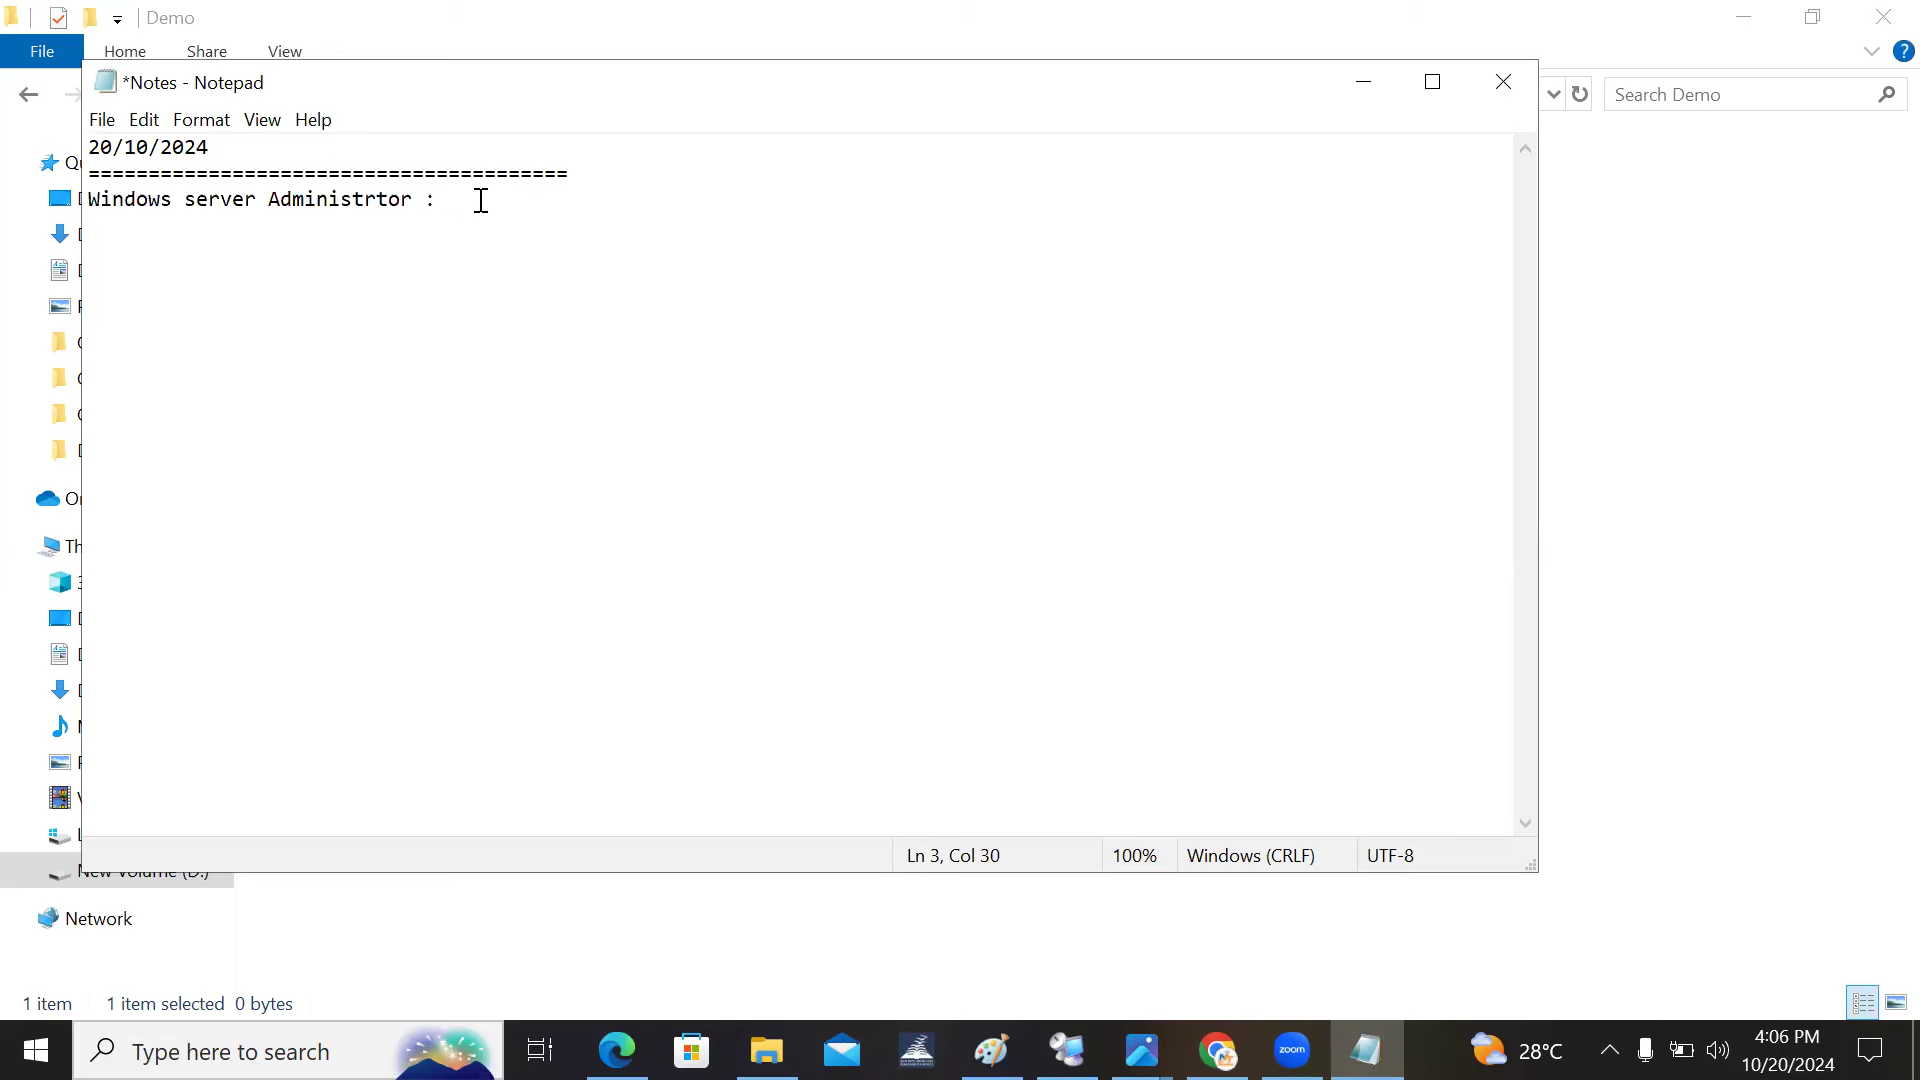 Demo
File Home Share View
*Notes - Notepad
Search Demo
File Edit Format View Help
20/10/2024
========================================
Windows server Administrtor :
Network
Ln 3, Col 30 100% Windows (CRLF) UTF-8
1 item 1 item selected 0 bytes
Type here to search
zoom
28°C
4:06 PM
10/20/2024